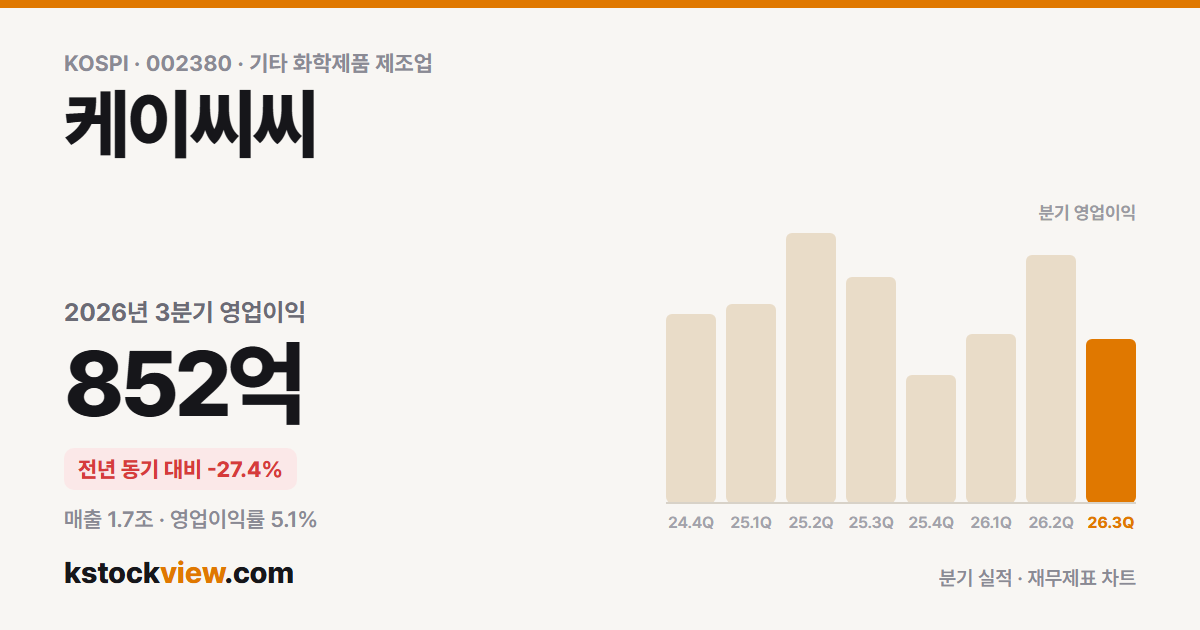 KOSPI · 002380 · 기타 화학제품 제조업
케이씨씨
분기 영업이익
2026년 3분기 영업이익
852억
전년 동기 대비 -27.4%
매출 1.7조 · 영업이익률 5.1%
24.4Q 25.1Q 25.2Q 25.3Q 25.4Q 26.1Q 26.2Q 26.3Q
kstockview.com
분기 실적 · 재무제표 차트